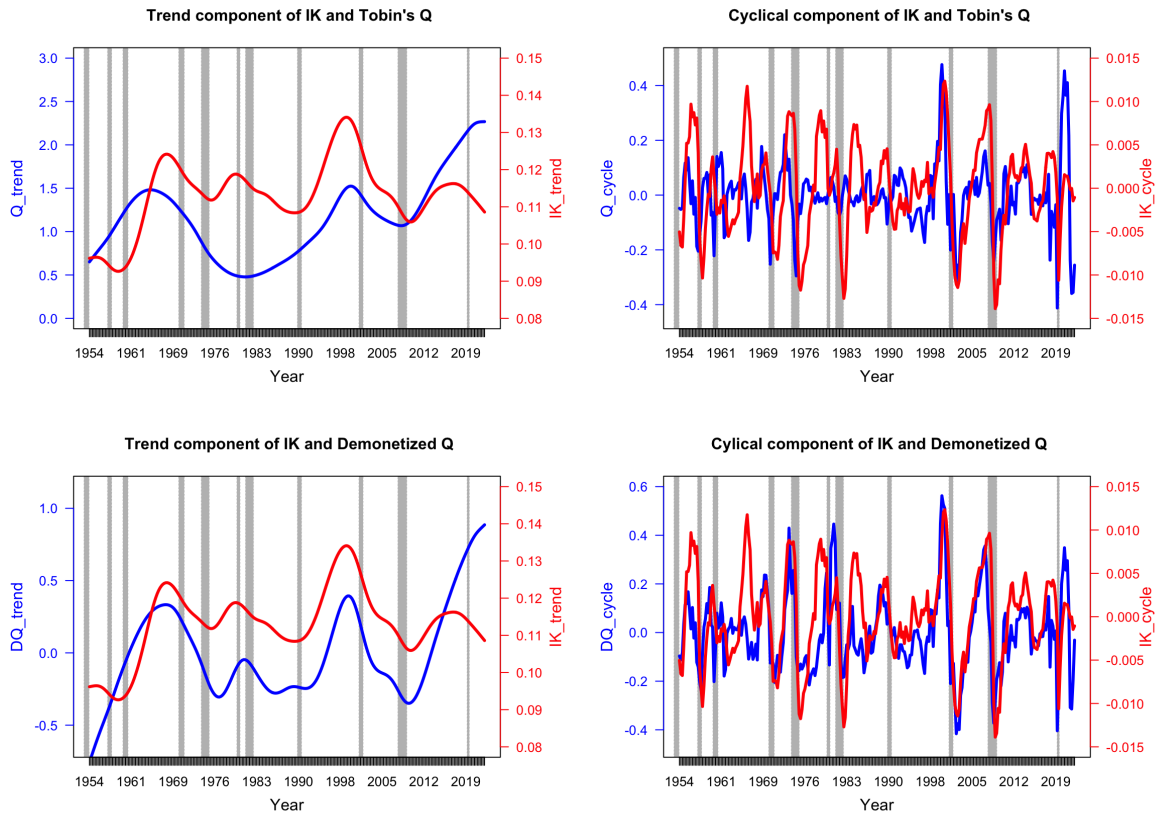 Trend component of IK and Tobin's Q
3.0
2.5
2.0
1.5
1.0
0.5
0.0
Q_trend
0.15
0.14
0.13
0.12
0.11
0.10
0.09
0.08
IK_trend
1954 1961 1969 1976 1983 1990 1998 2005 2012 2019
Year
Cyclical component of IK and Tobin's Q
0.4
0.2
0.0
-0.2
-0.4
Q_cycle
0.015
0.010
0.005
0.000
-0.005
-0.010
-0.015
IK_cycle
1954 1961 1969 1976 1983 1990 1998 2005 2012 2019
Year
Trend component of IK and Demonetized Q
1.0
0.5
0.0
-0.5
DQ_trend
0.15
0.14
0.13
0.12
0.11
0.10
0.09
0.08
IK_trend
1954 1961 1969 1976 1983 1990 1998 2005 2012 2019
Year
Cylical component of IK and Demonetized Q
0.6
0.4
0.2
0.0
-0.2
-0.4
DQ_cycle
0.015
0.010
0.005
0.000
-0.005
-0.010
-0.015
IK_cycle
1954 1961 1969 1976 1983 1990 1998 2005 2012 2019
Year